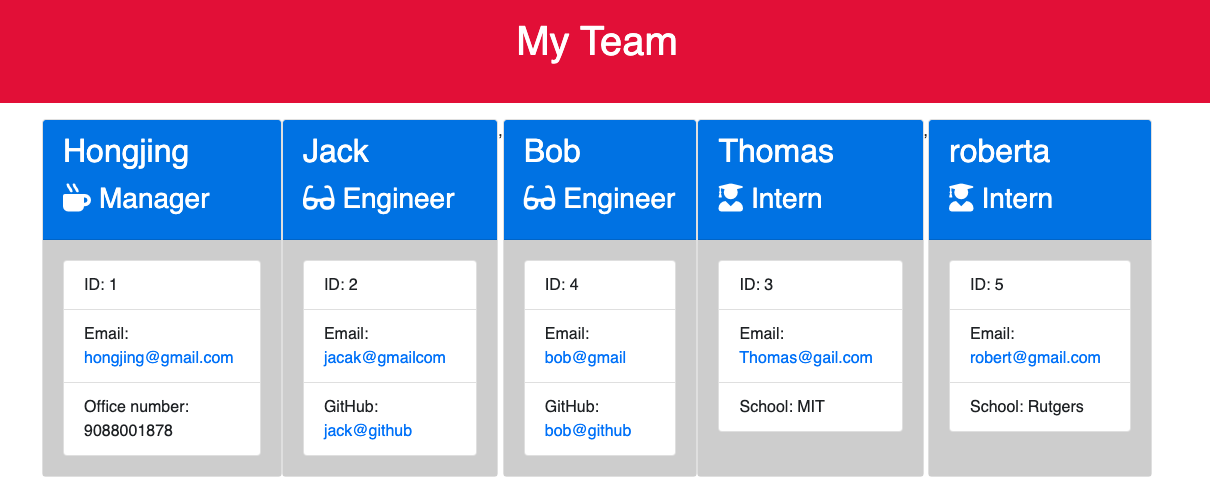 My Team
Hongjing
Manager
ID: 1
Email:
hongjing@gmail.com
Office number:
9088001878
Jack
Engineer
ID: 2
Email:
jacak@gmailcom
GitHub:
jack@github
,
Bob
Engineer
ID: 4
Email:
bob@gmail
GitHub:
bob@github
Thomas
Intern
ID: 3
Email:
Thomas@gail.com
School: MIT
,
roberta
Intern
ID: 5
Email:
robert@gmail.com
School: Rutgers